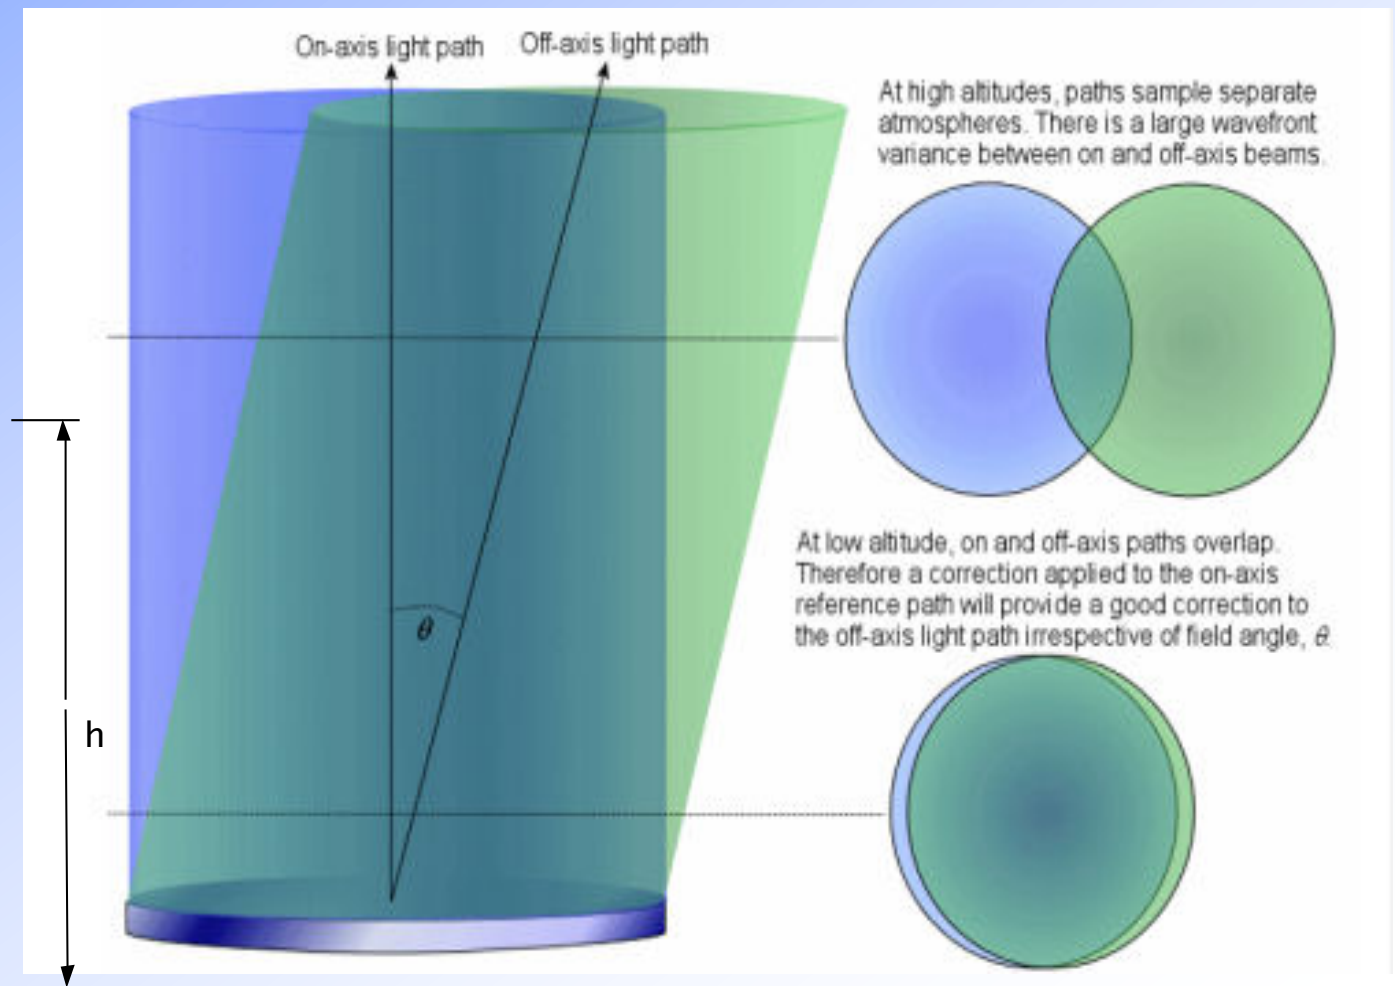 On-axis light path
Off-axis light path
At high altitudes, paths sample separate
atmospheres. There is a large wavefront
variance between on and off-axis beams.
θ
h
At low altitude, on and off-axis paths overlap.
Therefore a correction applied to the on-axis
reference path will provide a good correction to
the off-axis light path irrespective of field angle, θ.